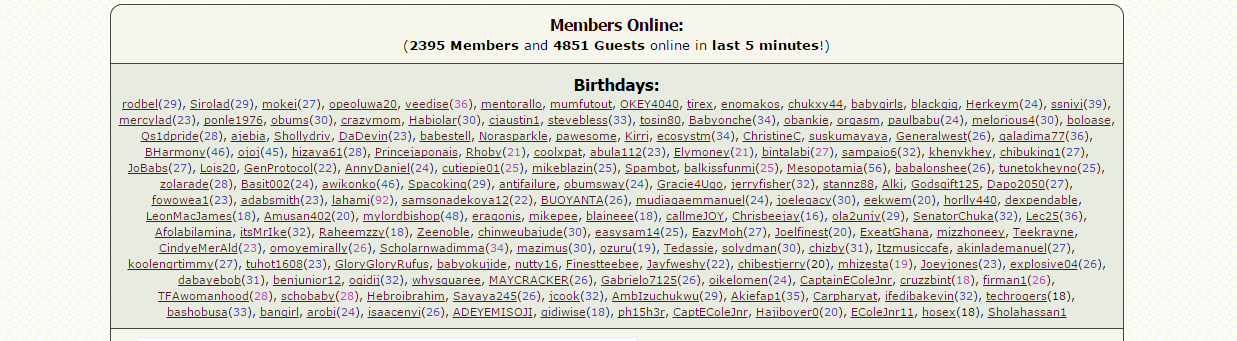 Members Online:
(2395 Members and 4851 Guests online in last 5 minutes!)
Birthdays:
rodbel(29), Sirolad(29), mokei(27), opeoluwa20, veedise(36), mentorallo, mumfutout, OKEY4040, tirex, enomakos, chukxy44, babygirls, blackgig, Herkeym(24), ssniyi(39),
mercylad(23), ponle1976, obums(30), crazymom, Habiolar(30), cjaustin1, stevebless(33), tosin80, Babyonche(34), obankie, orgasm, paulbabu(24), melorious4(30), boloase,
Qs1dpride(28), ajebia, Shollydriv, DaDevin(23), babestell, Norasparkle, pawesome, Kirri, ecosystm(34), ChristineC, suskumayaya, Generalwest(26), galadima77(36),
BHarmony(46), ojoj(45), hizaya61(28), Princejaponais, Rhoby(21), coolxpat, abula112(23), Elymoney(21), bintalabi(27), sampaio6(32), khenykhey, chibuking1(27),
JoBabs(27), Lois20, GenProtocol(22), AnnyDaniel(24), cutiepie01(25), mikeblazin(25), Spambot, balkissfunmi(25), Mesopotamia(56), babalonshee(26), tunetokheyno(25),
zolarade(28), Basit002(24), awikonko(46), Spacoking(29), antifailure, obumsway(24), Gracie4Ugo, jerryfisher(32), stannz88, Alki, Godsgift125, Dapo2050(27),
fowowea1(23), adabsmith(23), lahami(92), samsonadekoya12(22), BUOYANTA(26), mudiagaemmanuel(24), joelegacy(30), eekwem(20), horlly440, dexpendable,
LeonMacJames(18), Amusan402(20), mylordbishop(48), eragonis, mikepee, blaineee(18), callmeJOY, Chrisbeejay(16), ola2unjy(29), SenatorChuka(32), Lec25(36),
Afolabilamina, itsMrIke(32), Raheemzzy(18), Zeenoble, chinweubajude(30), easysam14(25), EazyMoh(27), Joelfinest(20), ExeatGhana, mizzhoneey, Teekrayne,
CindyeMerAld(23), omoyemirally(26), Scholarnwadimma(34), mazimus(30), ozuru(19), Tedassie, solydman(30), chizby(31), Itzmusiccafe, akinlademanuel(27),
koolengrtimmy(27), tuhot1608(23), GloryGloryRufus, babyokujide, nutty16, Finestteebee, Jayfweshy(22), chibestjerry(20), mhizesta(19), Joeyjones(23), explosive04(26),
dabayebob(31), benjunior12, ogidij(32), whysquaree, MAYCRACKER(26), Gabrielo7125(26), oikelomen(24), CaptainEColeJnr, cruzzbint(18), firman1(26),
TFAwomanhood(28), schobaby(28), Hebroibrahim, Sayaya245(26), jcook(32), AmbIzuchukwu(29), Akiefap1(35), Carpharyat, ifedibakevin(32), techrogers(18),
bashobusa(33), bangirl, arobi(24), isaacenyi(26), ADEYEMISOJI, gidiwise(18), ph15h3r, CaptEColeJnr, Hajiboyer0(20), EColeJnr11, hosex(18), Sholahassan1